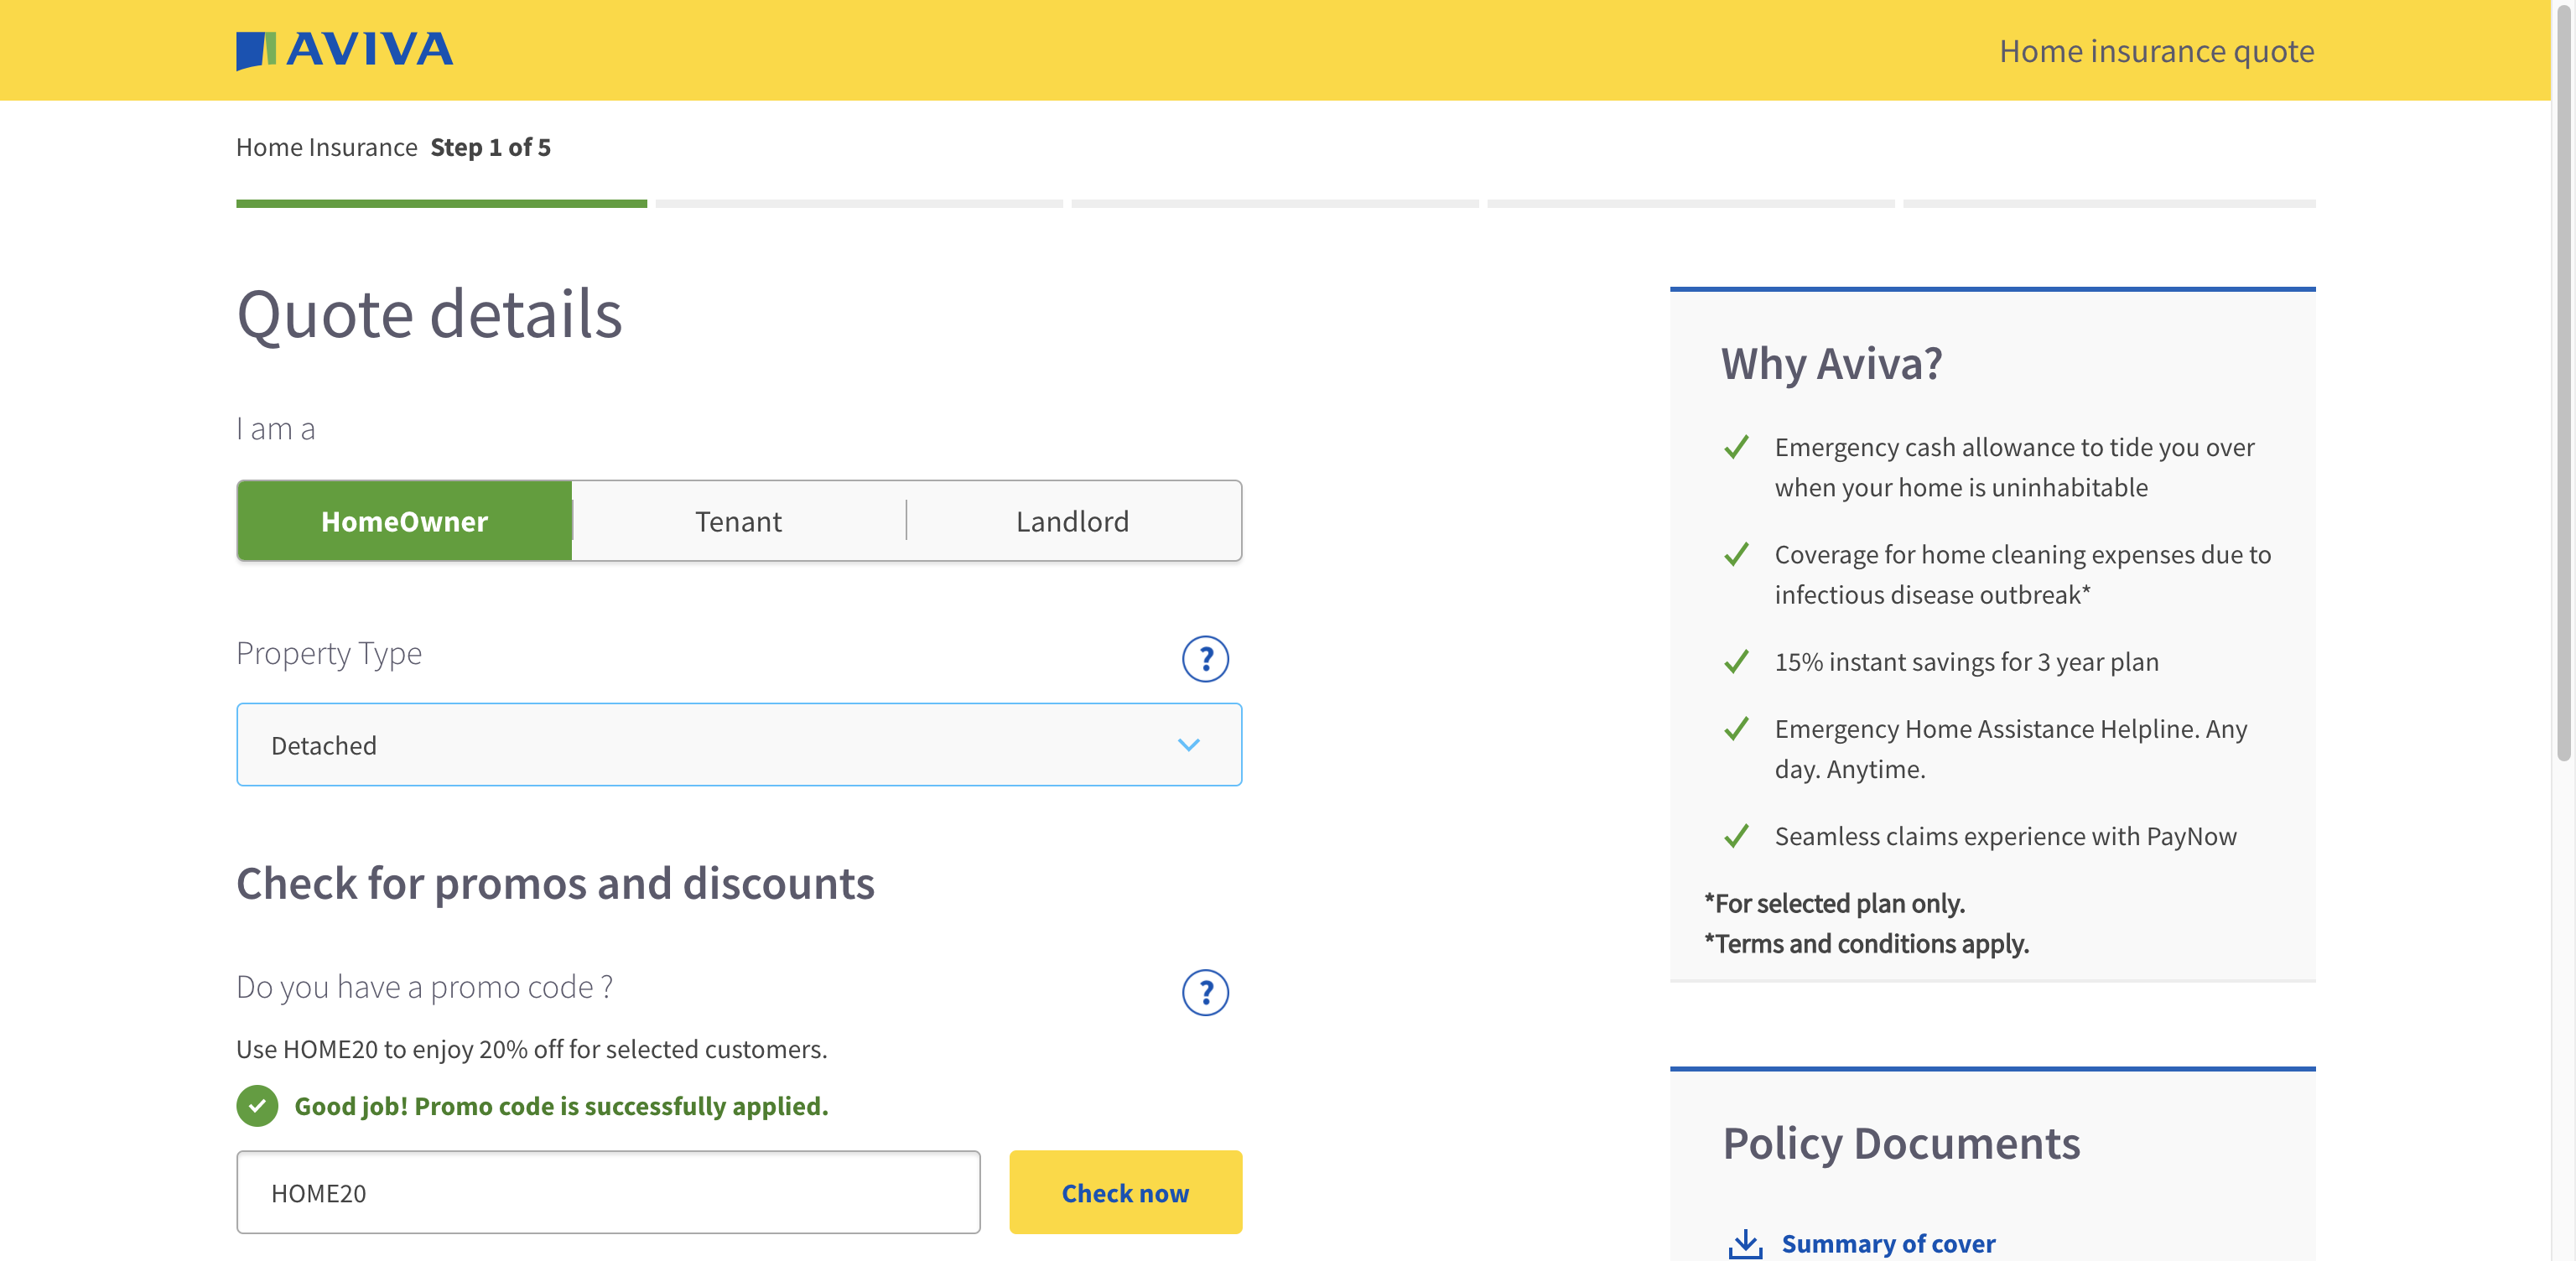 AVIVA
Home insurance quote
Home Insurance Step 1 of 5
Quote details
I am a
HomeOwner
Tenant
Landlord
Property Type
?
Detached
Check for promos and discounts
Do you have a promo code ?
?
Use HOME20 to enjoy 20% off for selected customers.
Good job! Promo code is successfully applied.
HOME20
Check now
Why Aviva?
Emergency cash allowance to tide you over
when your home is uninhabitable
Coverage for home cleaning expenses due to
infectious disease outbreak*
15% instant savings for 3 year plan
Emergency Home Assistance Helpline. Any
day. Anytime.
Seamless claims experience with PayNow
*For selected plan only.
*Terms and conditions apply.
Policy Documents
Summary of cover